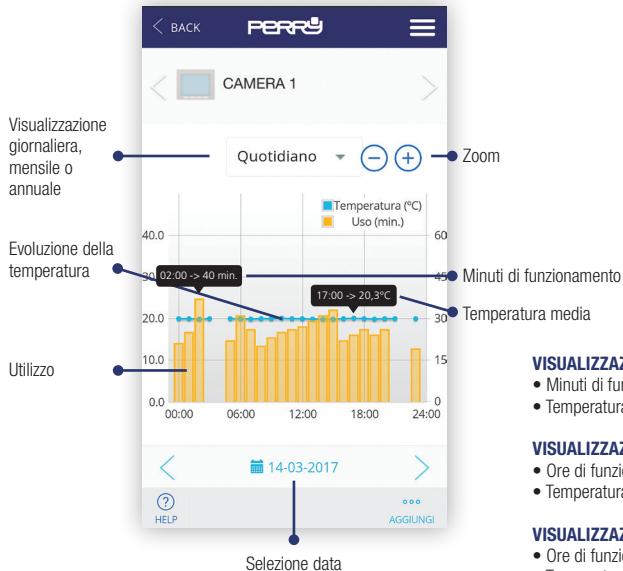 BACK
PERRY
CAMERA 1
Visualizzazione
giornaliera,
mensile o
annuale
Quotidiano
Zoom
Temperatura (°C)
Uso (min.)
40.0
60
Evoluzione della
temperatura
02:00 -> 40 min.
45
Minuti di funzionamento
17:00 -> 20,3°C
Temperatura media
20.0
30
Utilizzo
10.0
15
0.0
0
00:00
06:00
12:00
18:00
24:00
14-03-2017
?
HELP
AGGIUNGI
Selezione data
VISUALIZZAZ
• Minuti di fu
• Temperatura
VISUALIZZAZ
• Ore di funzio
• Temperatura
VISUALIZZAZ
• Ore di funzio